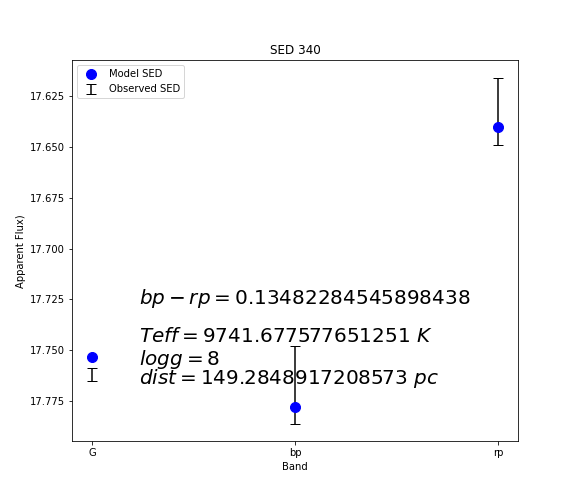 SED 340
Model SED
Observed SED
17.625
17.650
17.675
17.700
17.725
17.750
17.775
Apparent Flux)
bp − rp = 0.13482284545898438
Teff = 9741.677577651251 K
logg = 8
dist = 149.2848917208573 pc
G
bp
rp
Band